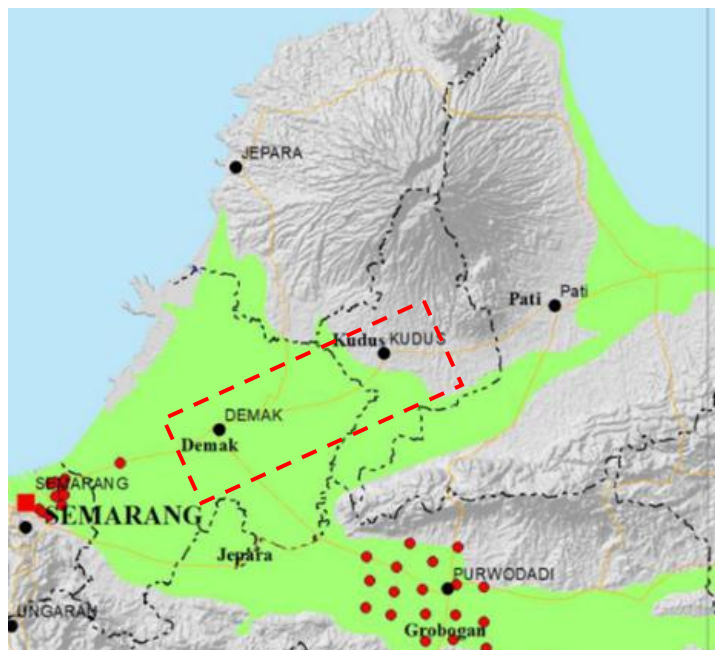 JEPARA
Pati
Pati
Kudus KUDUS
DEMAK
Demak
SEMARANG
SEMARANG
Jepara
PURWODADI
UNGARAN
Grobogan